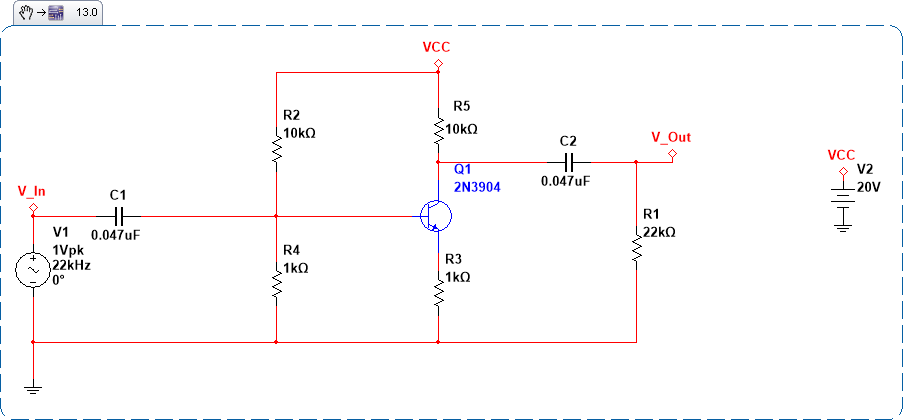 13.0
VCC
R2
10kΩ
R5
10kΩ
C2
0.047uF
V_Out
VCC
V2
20V
Q1
2N3904
V_In
C1
0.047uF
V1
1Vpk
22kHz
0°
R4
1kΩ
R3
1kΩ
R1
22kΩ